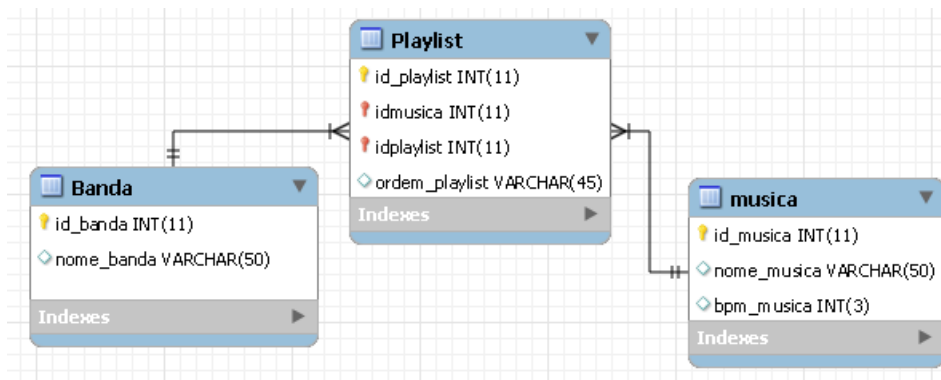 Playlist
id_playlist INT(11)
idmusica INT(11)
idplaylist INT(11)
ordem_playlist VARCHAR(45)
Indexes
Banda
id_banda INT(11)
nome_banda VARCHAR(50)
Indexes
musica
id_musica INT(11)
nome_musica VARCHAR(50)
bpm_musica INT(3)
Indexes